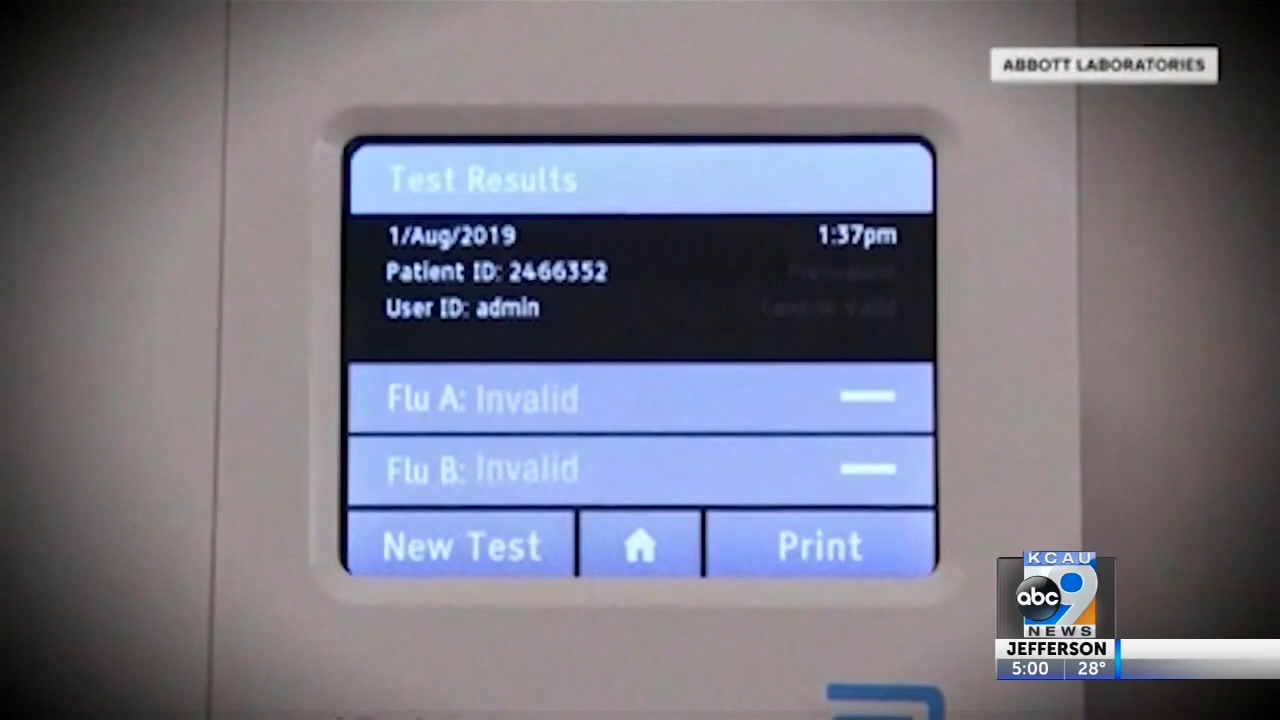 ABBOTT LABORATORIES
Test Results
1/Aug/2019 1:37pm
Patient ID: 2466352
User ID: admin
Flu A: Invalid
Flu B: Invalid
New Test Print
KCAU
abc 9
NEWS
JEFFERSON
5:00 28°